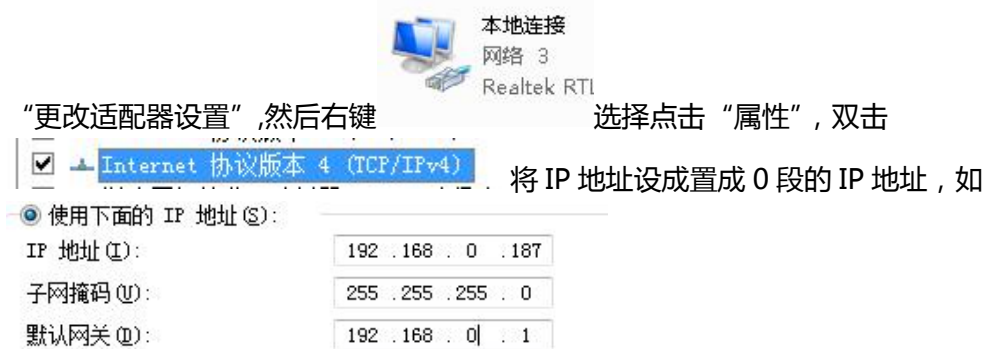 本地连接
网络 3
Realtek RTL
“更改适配器设置”,然后右键 选择点击“属性”，双击
Internet 协议版本 4 (TCP/IPv4)
将 IP 地址设成置成 0 段的 IP 地址，如
使用下面的 IP 地址(S):
IP 地址(I): 192 .168 . 0 .187
子网掩码(U): 255 .255 .255 . 0
默认网关(D): 192 .168 . 0 . 1